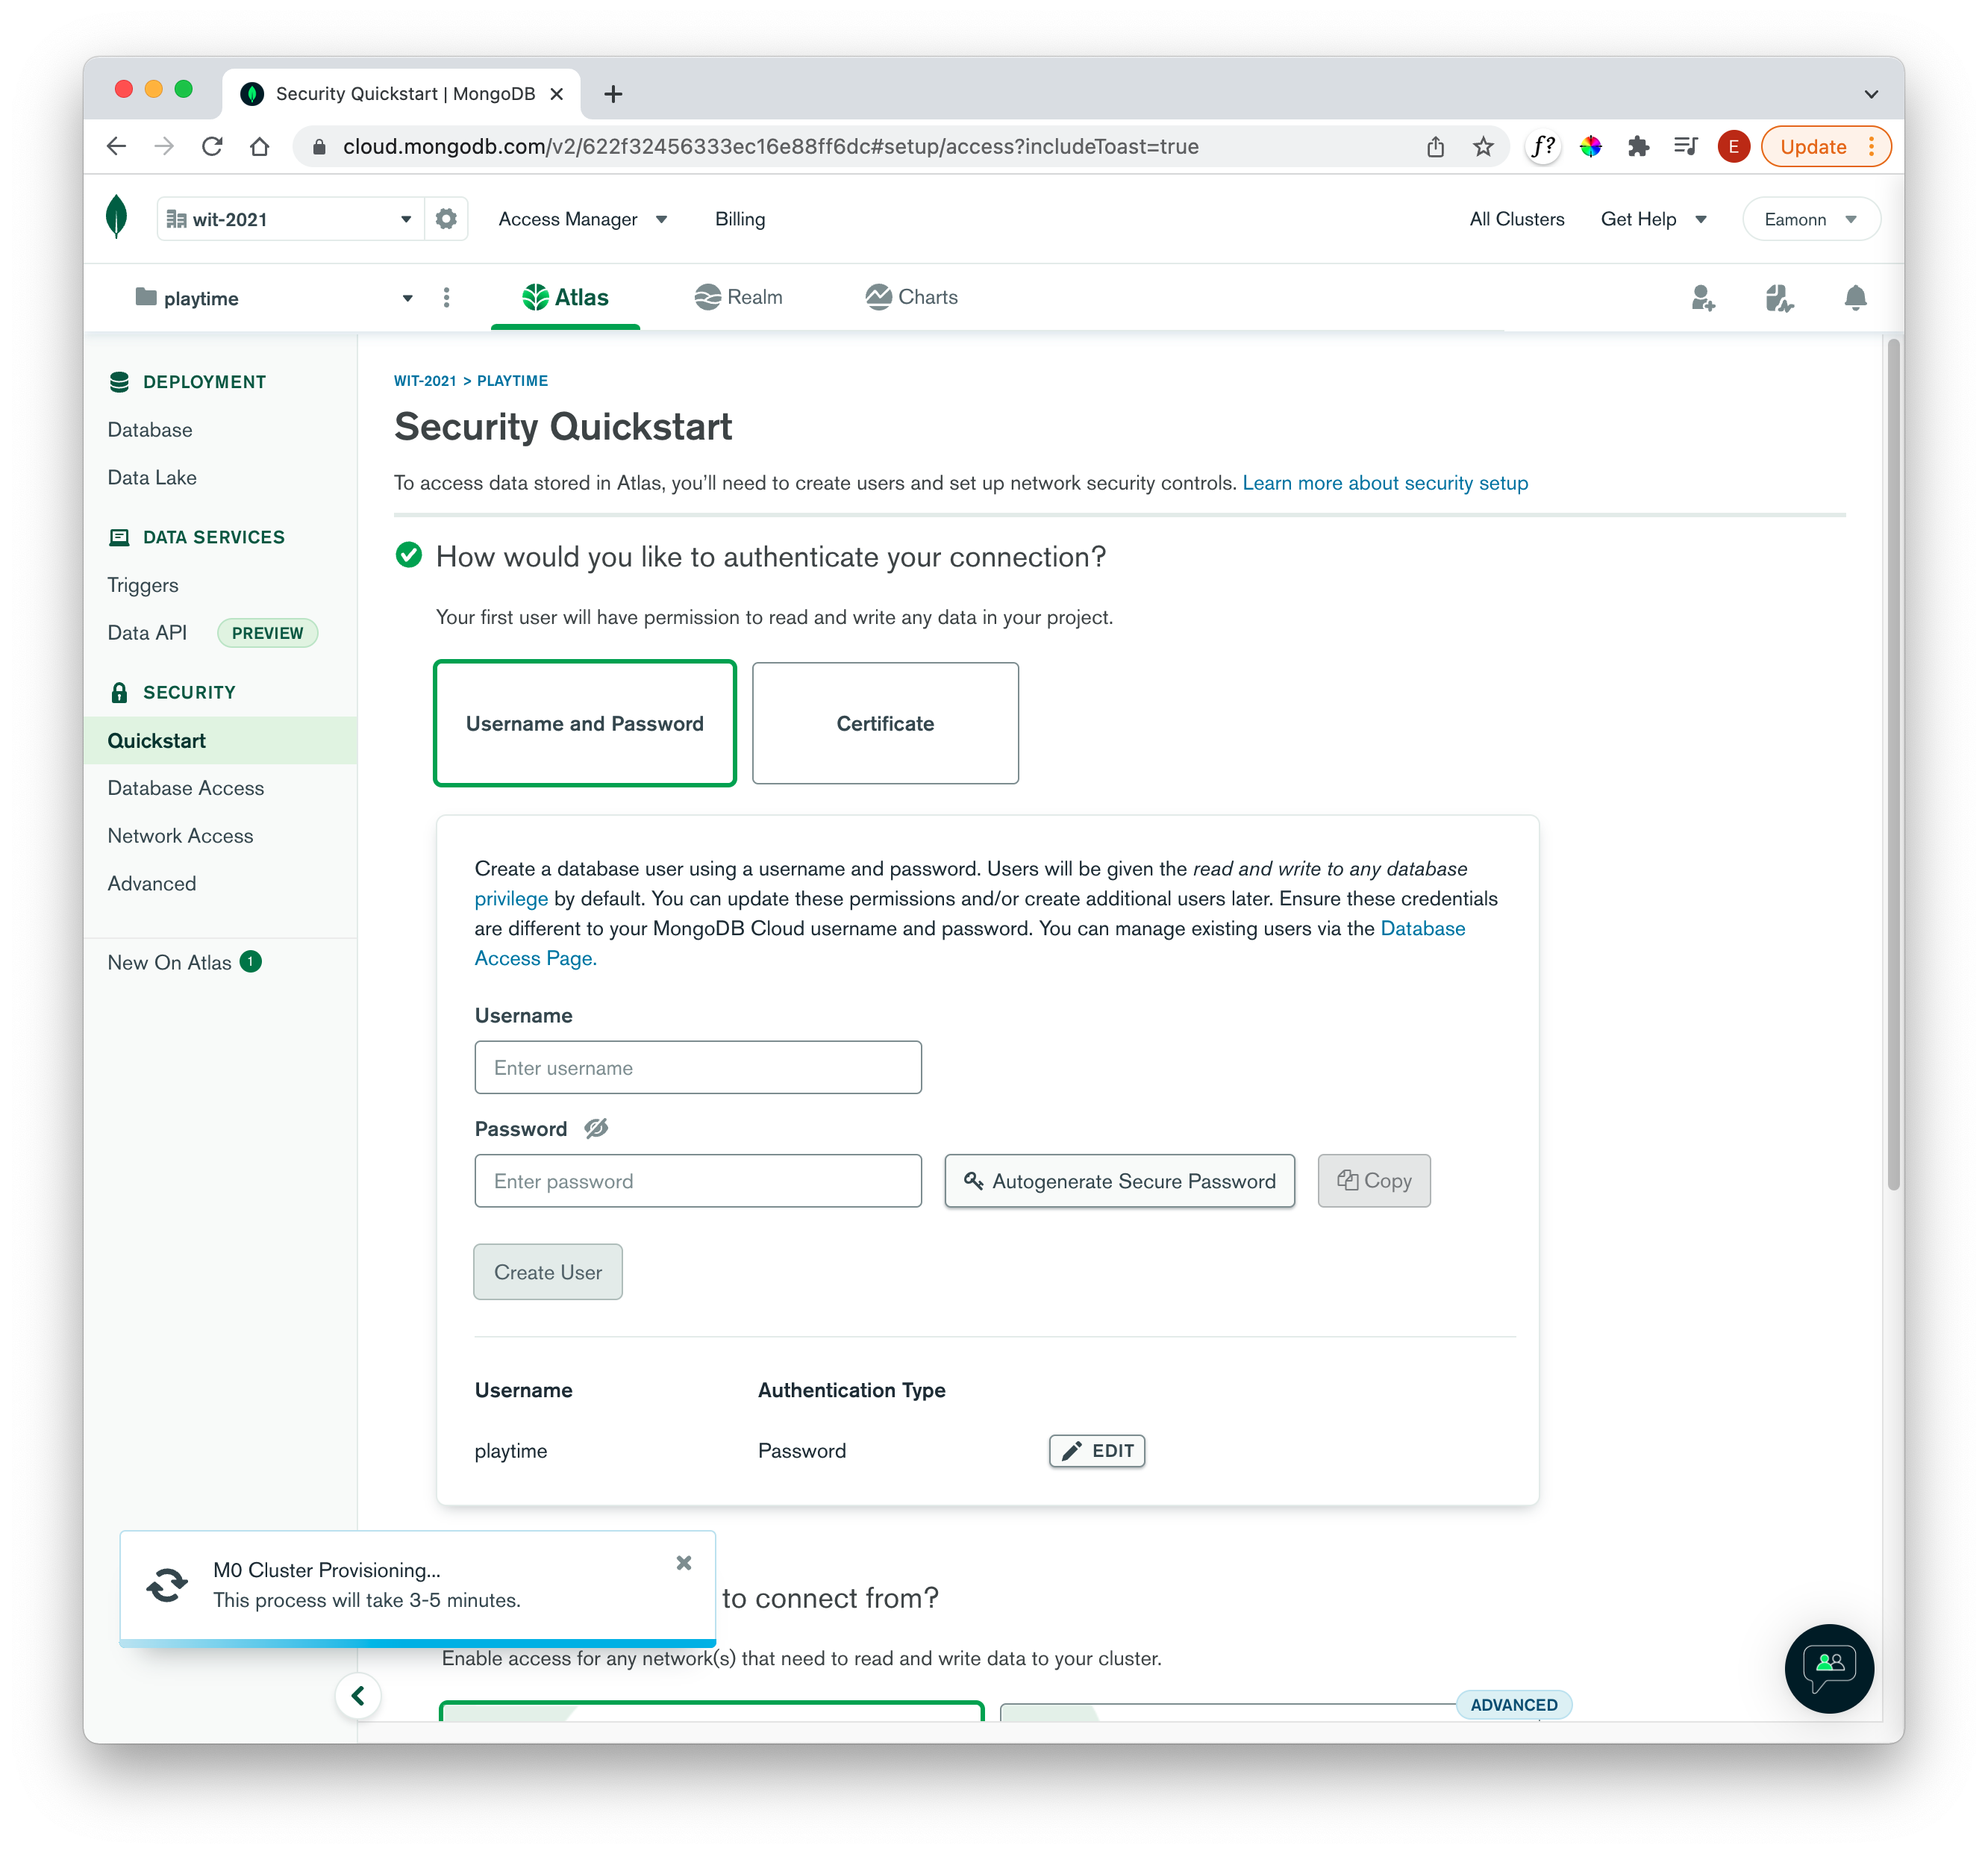 Security Quickstart | MongoDB
cloud.mongodb.com/v2/622f32456333ec16e88ff6dc#setup/access?includeToast=true
f?
E
Update
wit-2021
Access Manager
Billing
All Clusters
Get Help
Eamonn
playtime
Atlas
Realm
Charts
DEPLOYMENT
Database
Data Lake
DATA SERVICES
Triggers
Data API PREVIEW
SECURITY
Quickstart
Database Access
Network Access
Advanced
New On Atlas 1
WIT-2021 > PLAYTIME
Security Quickstart
To access data stored in Atlas, you’ll need to create users and set up network security controls. Learn more about security setup
How would you like to authenticate your connection?
Your first user will have permission to read and write any data in your project.
Username and Password
Certificate
Create a database user using a username and password. Users will be given the read and write to any database
privilege by default. You can update these permissions and/or create additional users later. Ensure these credentials
are different to your MongoDB Cloud username and password. You can manage existing users via the Database
Access Page.
Username
Enter username
Password
Enter password
Autogenerate Secure Password
Copy
Create User
Username Authentication Type
playtime Password EDIT
M0 Cluster Provisioning...
This process will take 3-5 minutes.
to connect from?
Enable access for any network(s) that need to read and write data to your cluster.
ADVANCED